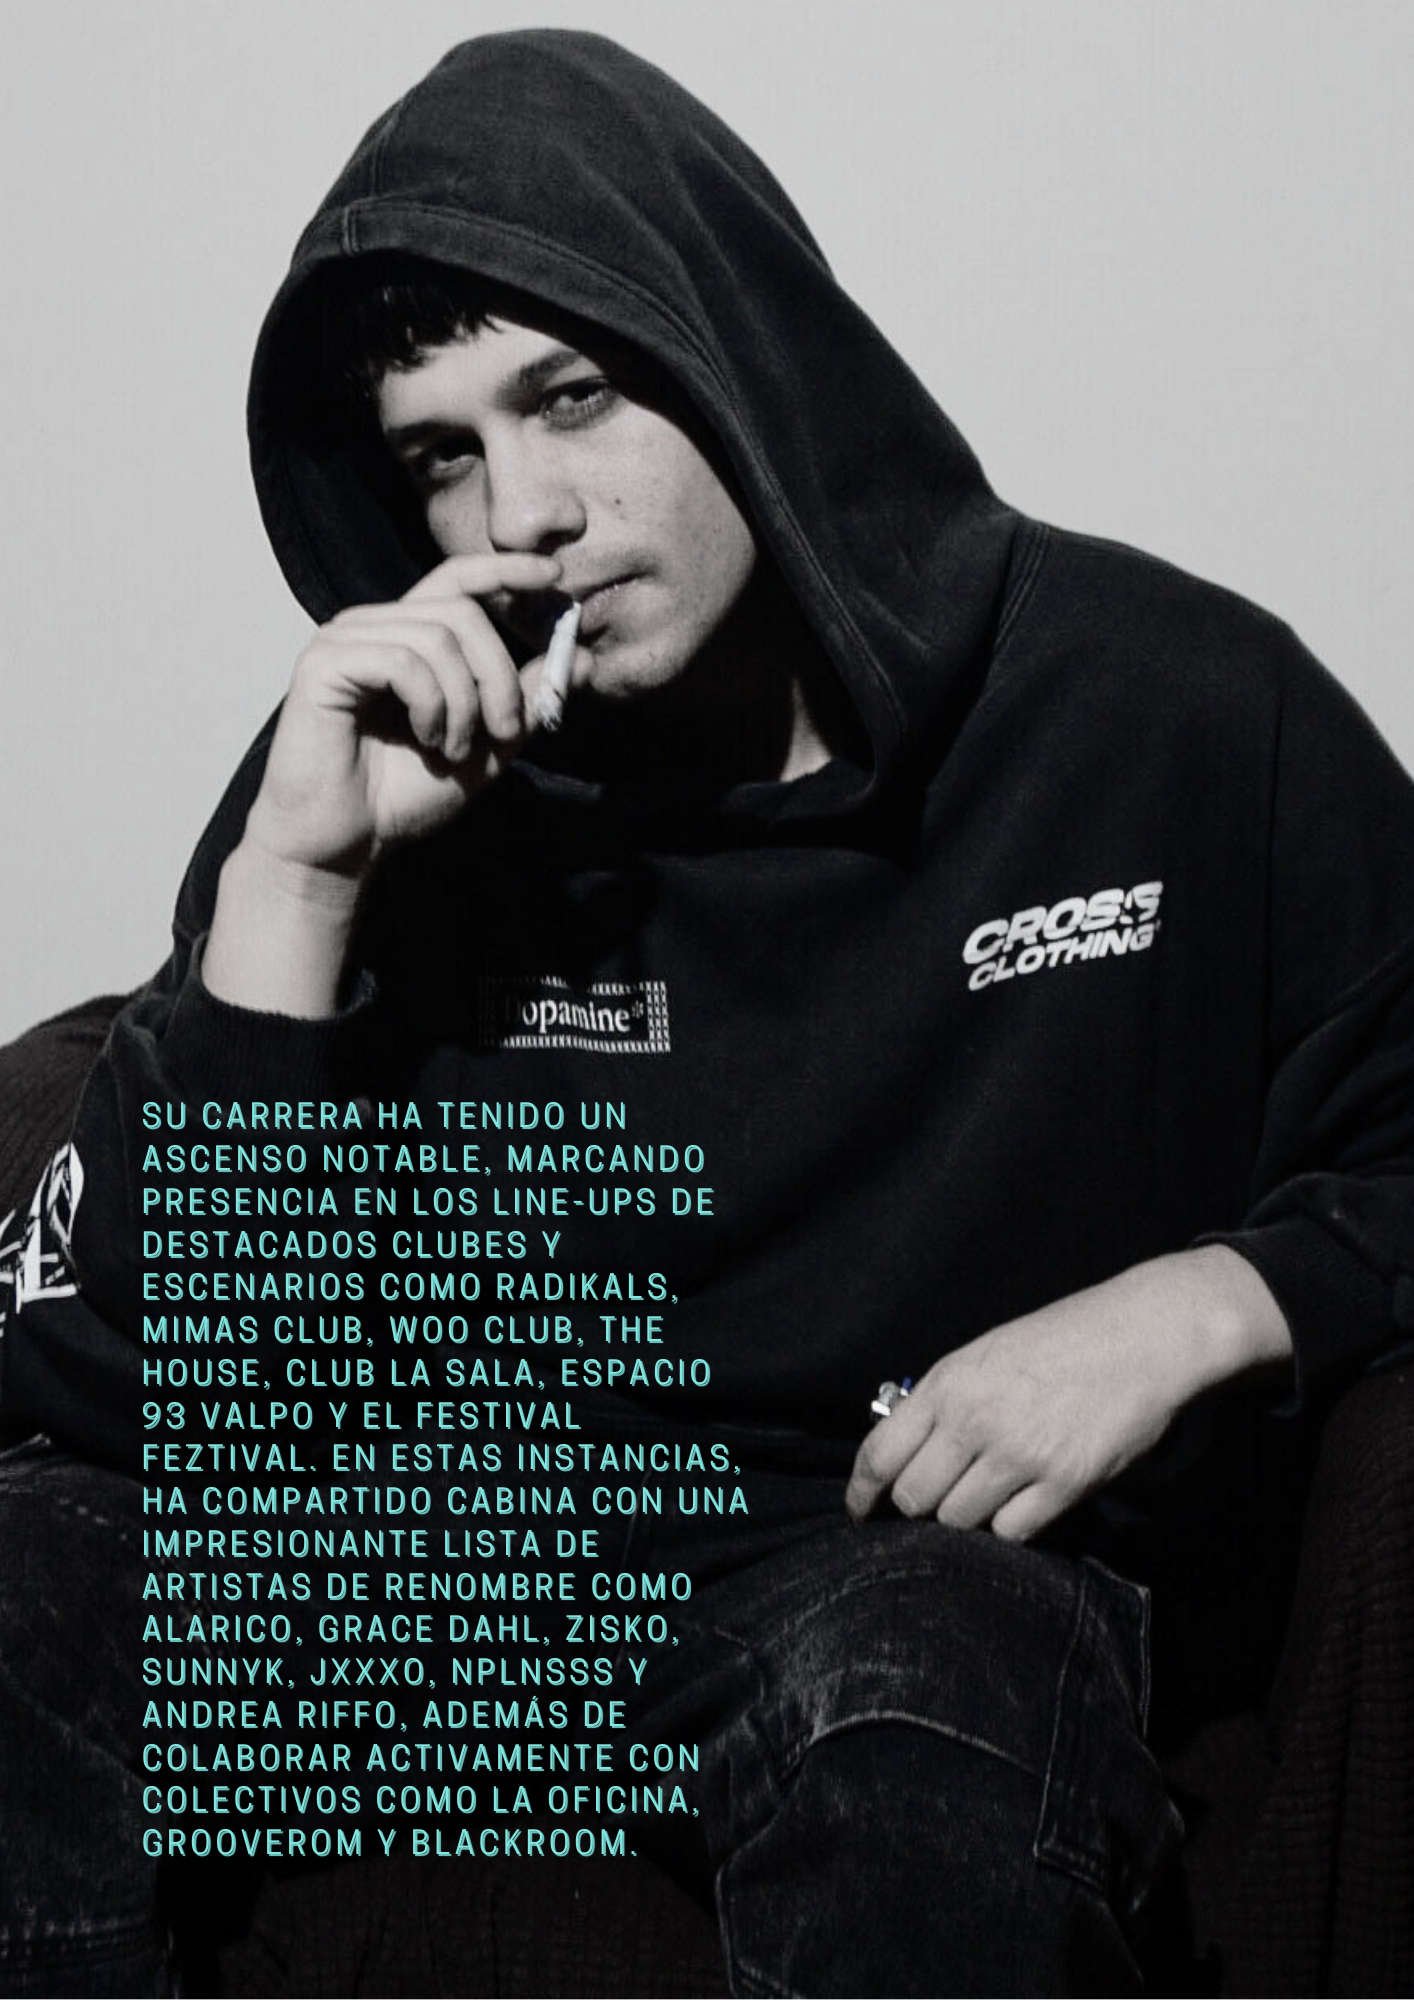 CROSS
CLOTHING
Dopamine*
SU CARRERA HA TENIDO UN
ASCENSO NOTABLE, MARCANDO
PRESENCIA EN LOS LINE-UPS DE
DESTACADOS CLUBES Y
ESCENARIOS COMO RADIKALS,
MIMAS CLUB, WOO CLUB, THE
HOUSE, CLUB LA SALA, ESPACIO
93 VALPO Y EL FESTIVAL
FEZTIVAL. EN ESTAS INSTANCIAS,
HA COMPARTIDO CABINA CON UNA
IMPRESIONANTE LISTA DE
ARTISTAS DE RENOMBRE COMO
ALARICO, GRACE DAHL, ZISKO,
SUNNYK, JXXXO, NPLNSSS Y
ANDREA RIFFO, ADEMÁS DE
COLABORAR ACTIVAMENTE CON
COLECTIVOS COMO LA OFICINA,
GROOVEROM Y BLACKROOM.